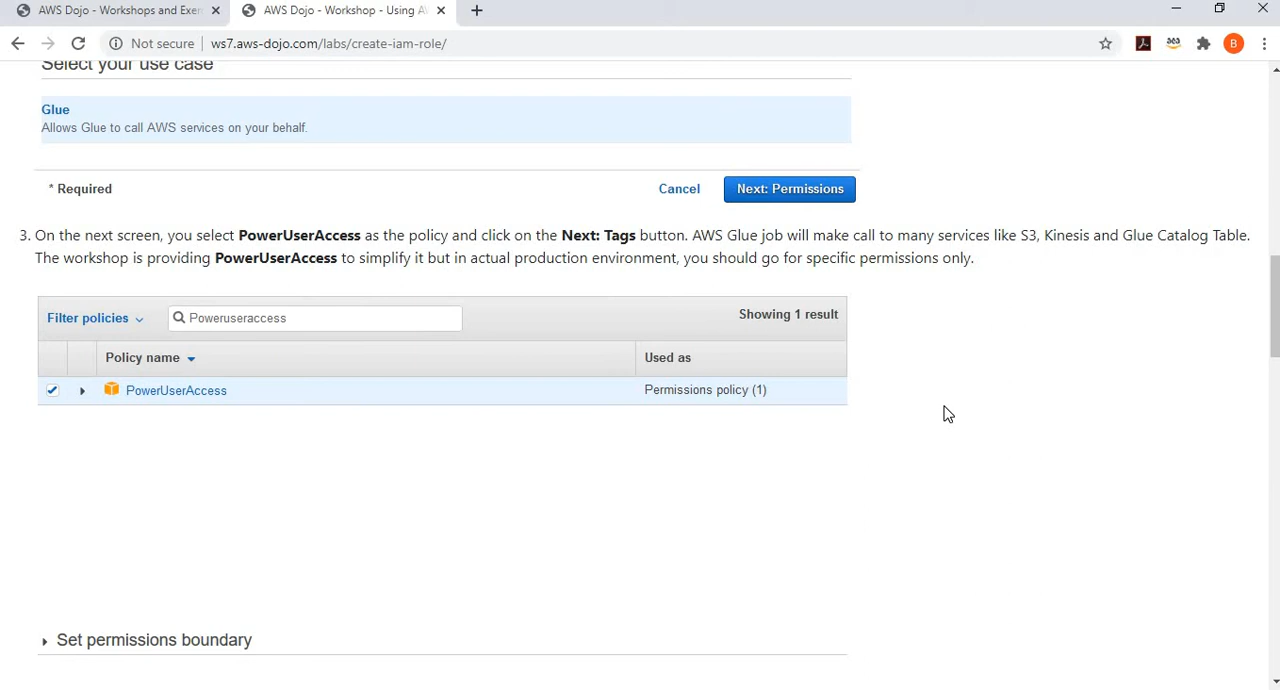 AWS Dojo - Workshops and Exer
AWS Dojo - Workshop - Using AV
Not secure ws7.aws-dojo.com/labs/create-iam-role/
B
Select your use case
Glue
Allows Glue to call AWS services on your behalf.
* Required Cancel Next: Permissions
3. On the next screen, you select PowerUserAccess as the policy and click on the Next: Tags button. AWS Glue job will make call to many services like S3, Kinesis and Glue Catalog Table.
The workshop is providing PowerUserAccess to simplify it but in actual production environment, you should go for specific permissions only.
Filter policies Poweruseraccess Showing 1 result
Policy name Used as
PowerUserAccess Permissions policy (1)
Set permissions boundary